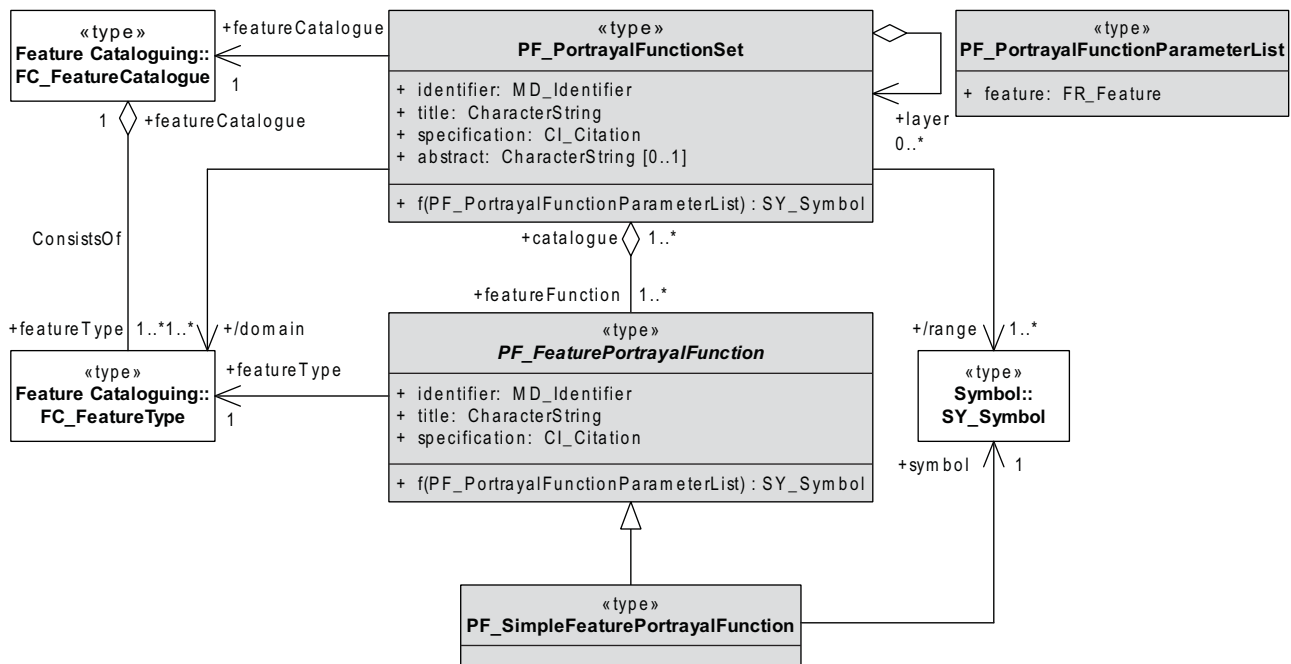 «type»
Feature Cataloguing::
FC_FeatureCatalogue
+featureCatalogue
1
«type»
PF_PortrayalFunctionSet
+ identifier: MD_Identifier
+ title: CharacterString
+ specification: CI_Citation
+ abstract: CharacterString [0..1]
+ f(PF_PortrayalFunctionParameterList) : SY_Symbol
«type»
PF_PortrayalFunctionParameterList
+ feature: FR_Feature
+layer
0..*
1
+featureCatalogue
ConsistsOf
+featureType
1..*
1..*
+/domain
+catalogue
1..*
+featureFunction
1..*
+/range
1..*
«type»
Feature Cataloguing::
FC_FeatureType
+featureType
1
«type»
PF_FeaturePortrayalFunction
+ identifier: MD_Identifier
+ title: CharacterString
+ specification: CI_Citation
+ f(PF_PortrayalFunctionParameterList) : SY_Symbol
«type»
Symbol::
SY_Symbol
+symbol
1
«type»
PF_SimpleFeaturePortrayalFunction